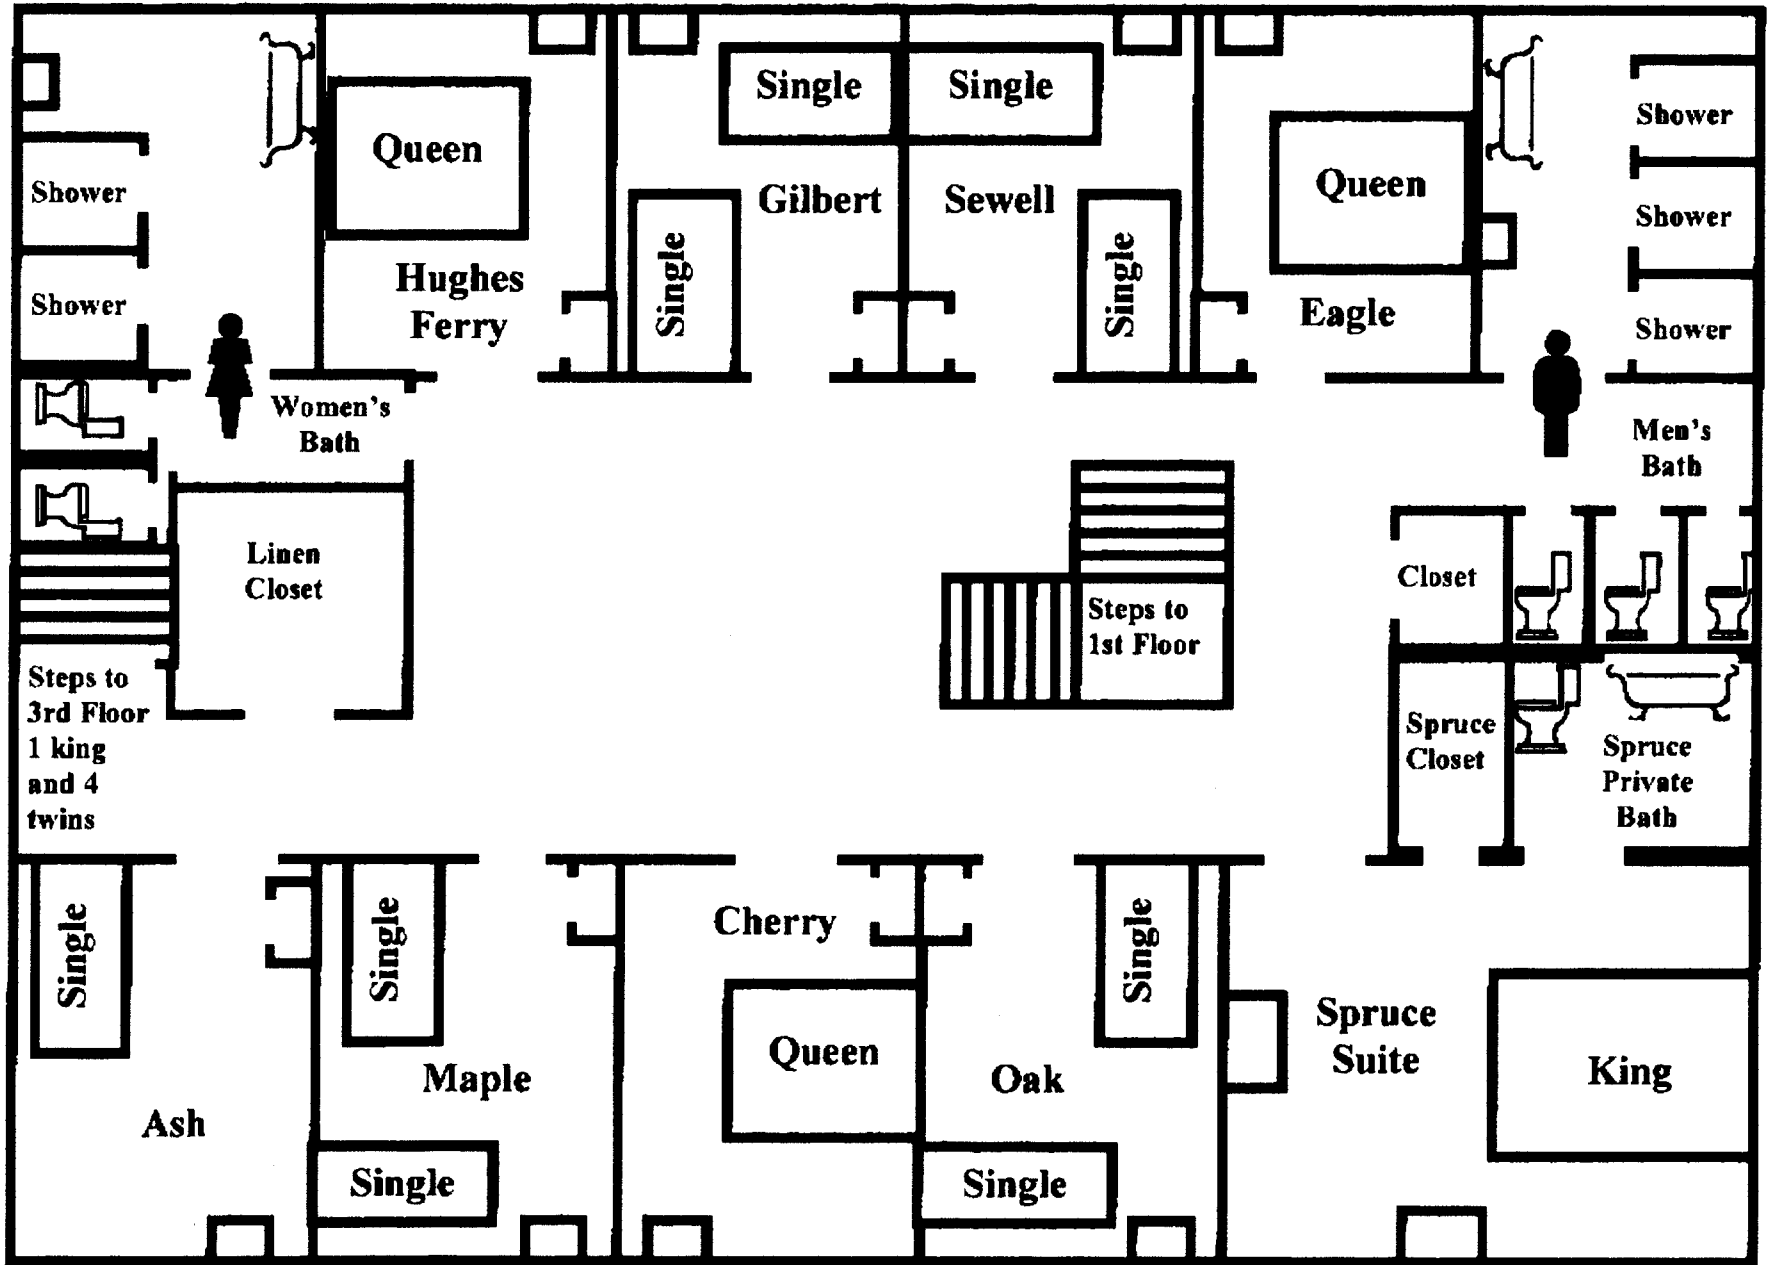 Single
Single
Shower
Queen
Queen
Shower
Gilbert
Sewell
Shower
Single
Single
Shower
Hughes
Ferry
Eagle
Shower
Women's
Bath
Men's
Bath
Linen
Closet
Closet
Steps to
1st Floor
Steps to
3rd Floor
1 king
and 4
twins
Spruce
Closet
Spruce
Private
Bath
Single
Single
Cherry
Single
Queen
Spruce
Suite
King
Maple
Oak
Ash
Single
Single